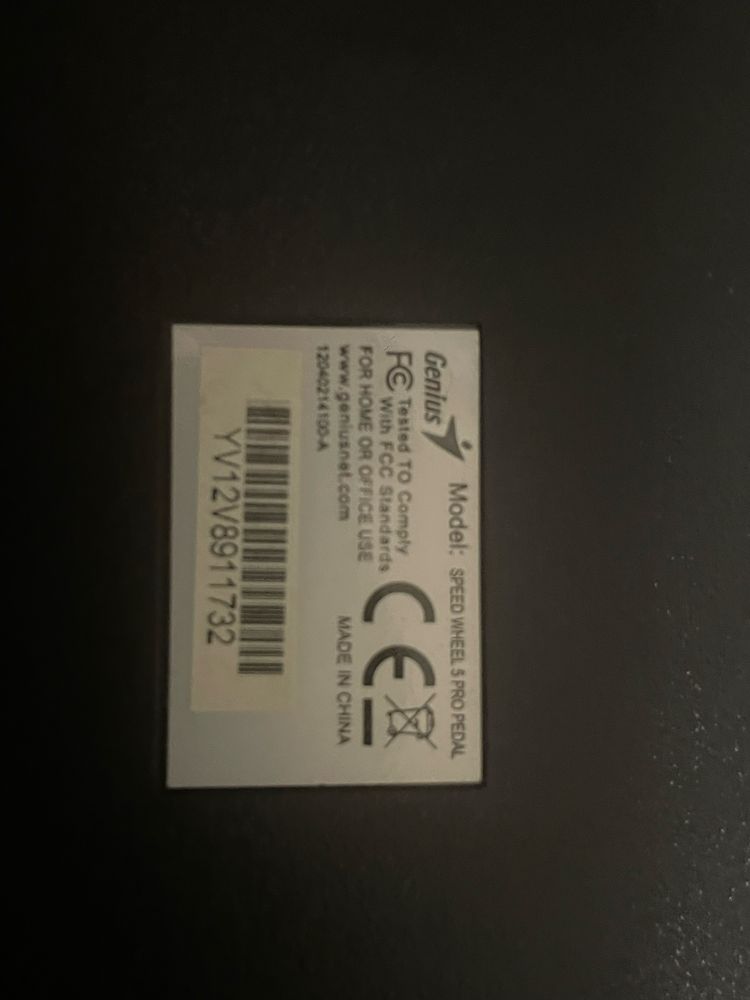 Genius Model: SPEED WHEEL 5 PRO PEDAL
FC Tested TO Comply
With FCC Standards
FOR HOME OR OFFICE USE
www.geniusnet.com
MADE IN CHINA
12040214100-A
YV12V8911732
CE